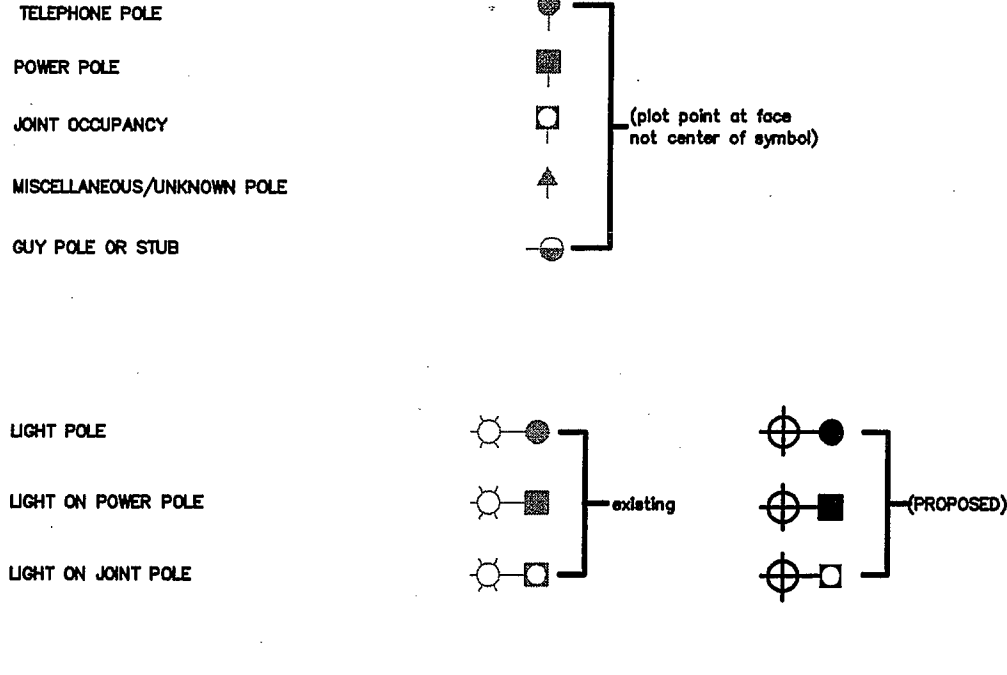 TELEPHONE POLE
POWER POLE
JOINT OCCUPANCY
(plot point at face
not center of symbol)
MISCELLANEOUS/UNKNOWN POLE
GUY POLE OR STUB
LIGHT POLE
LIGHT ON POWER POLE
existing
(PROPOSED)
LIGHT ON JOINT POLE